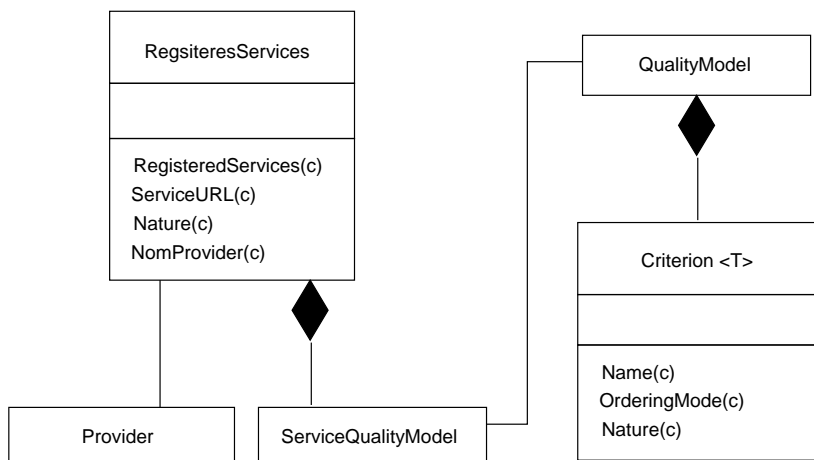 RegsiteresServices
RegisteredServices(c)
ServiceURL(c)
Nature(c)
NomProvider(c)
Provider
ServiceQualityModel
QualityModel
Criterion <T>
Name(c)
OrderingMode(c)
Nature(c)